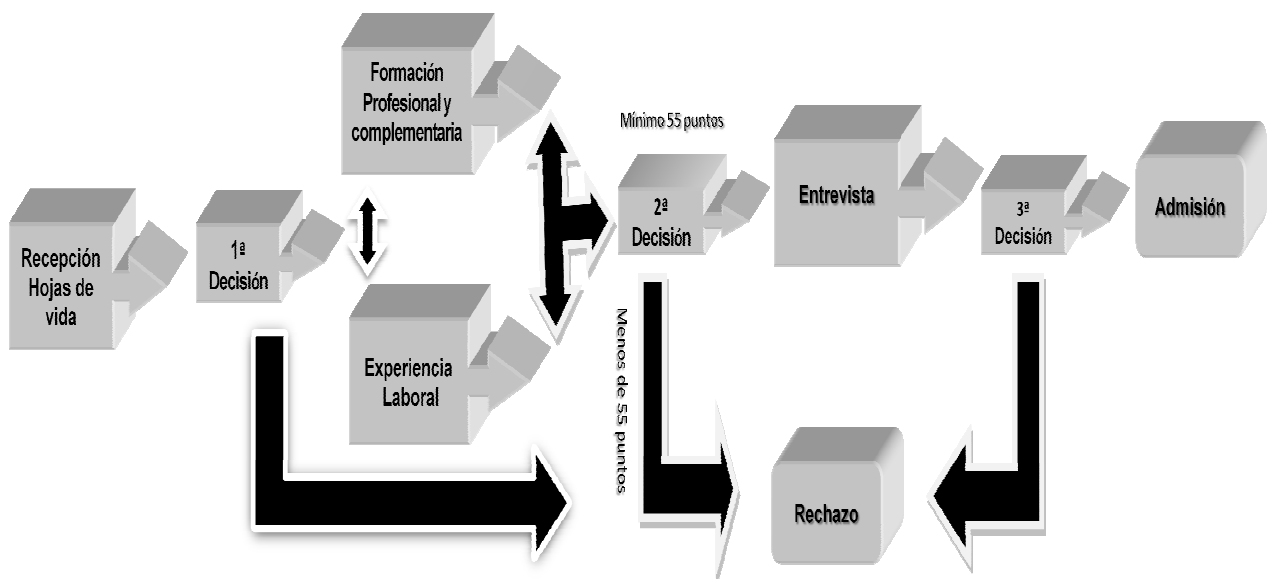 Recepción
Hojas de
vida
1ª
Decisión
Formación
Profesional y
complementaria
Experiencia
Laboral
Mínimo 55 puntos
2ª
Decisión
Menos de 55 puntos
Entrevista
3ª
Decisión
Admisión
Rechazo